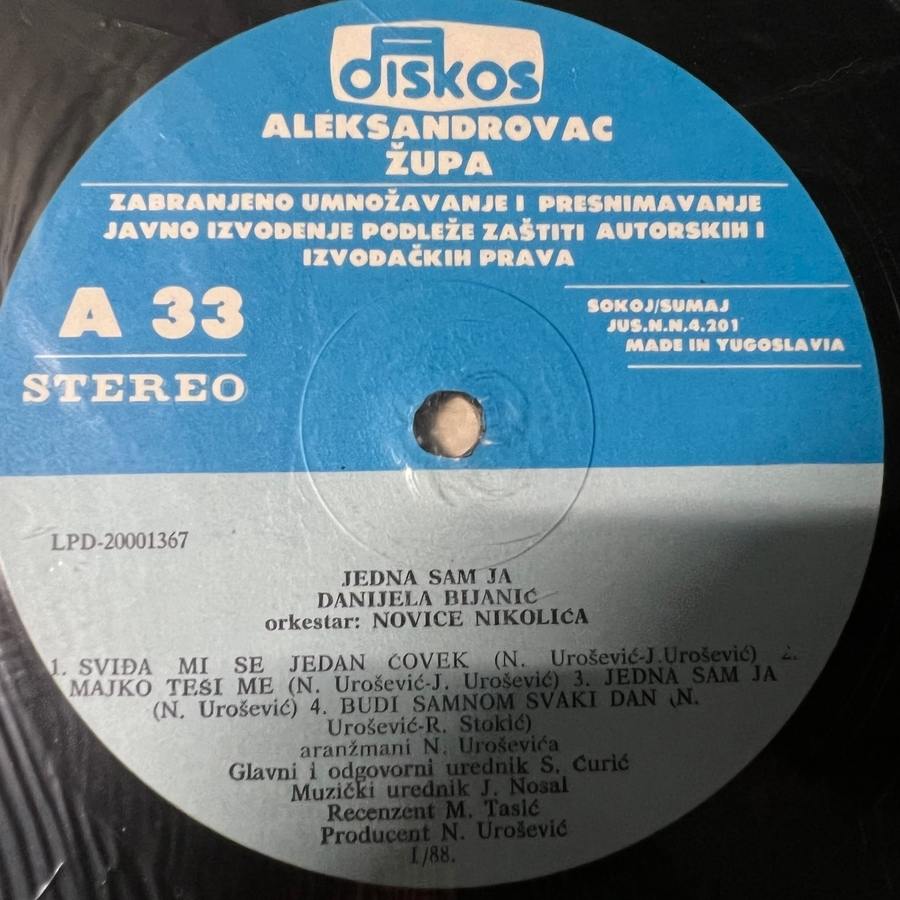 diskos
ALEKSANDROVAC
ŽUPA
ZABRANJENO UMNOŽAVANJE I PRESNIMAVANJE
JAVNO IZVOĐENJE PODLEŽE ZAŠTITI AUTORSKIH I
IZVOĐAČKIH PRAVA
A 33
STEREO
SOKOJ/SUMAJ
JUS.N.N.4.201
MADE IN YUGOSLAVIA
LPD-20001367
JEDNA SAM JA
DANIJELA BIJANIĆ
orkestar: NOVICE NIKOLIĆA
1. SVIĐA MI SE JEDAN ČOVEK (N. Urošević-J.Urošević) 2.
MAJKO TEŠI ME (N. Urošević-J. Urošević) 3. JEDNA SAM JA
(N. Urošević) 4. BUDI SAMNOM SVAKI DAN (N.
Urošević-R. Stokić)
aranžmani N. Uroševića
Glavni i odgovorni urednik S. Ćurić
Muzički urednik J. Nosal
Recenzent M. Tasić
Producent N. Urošević
I/88.